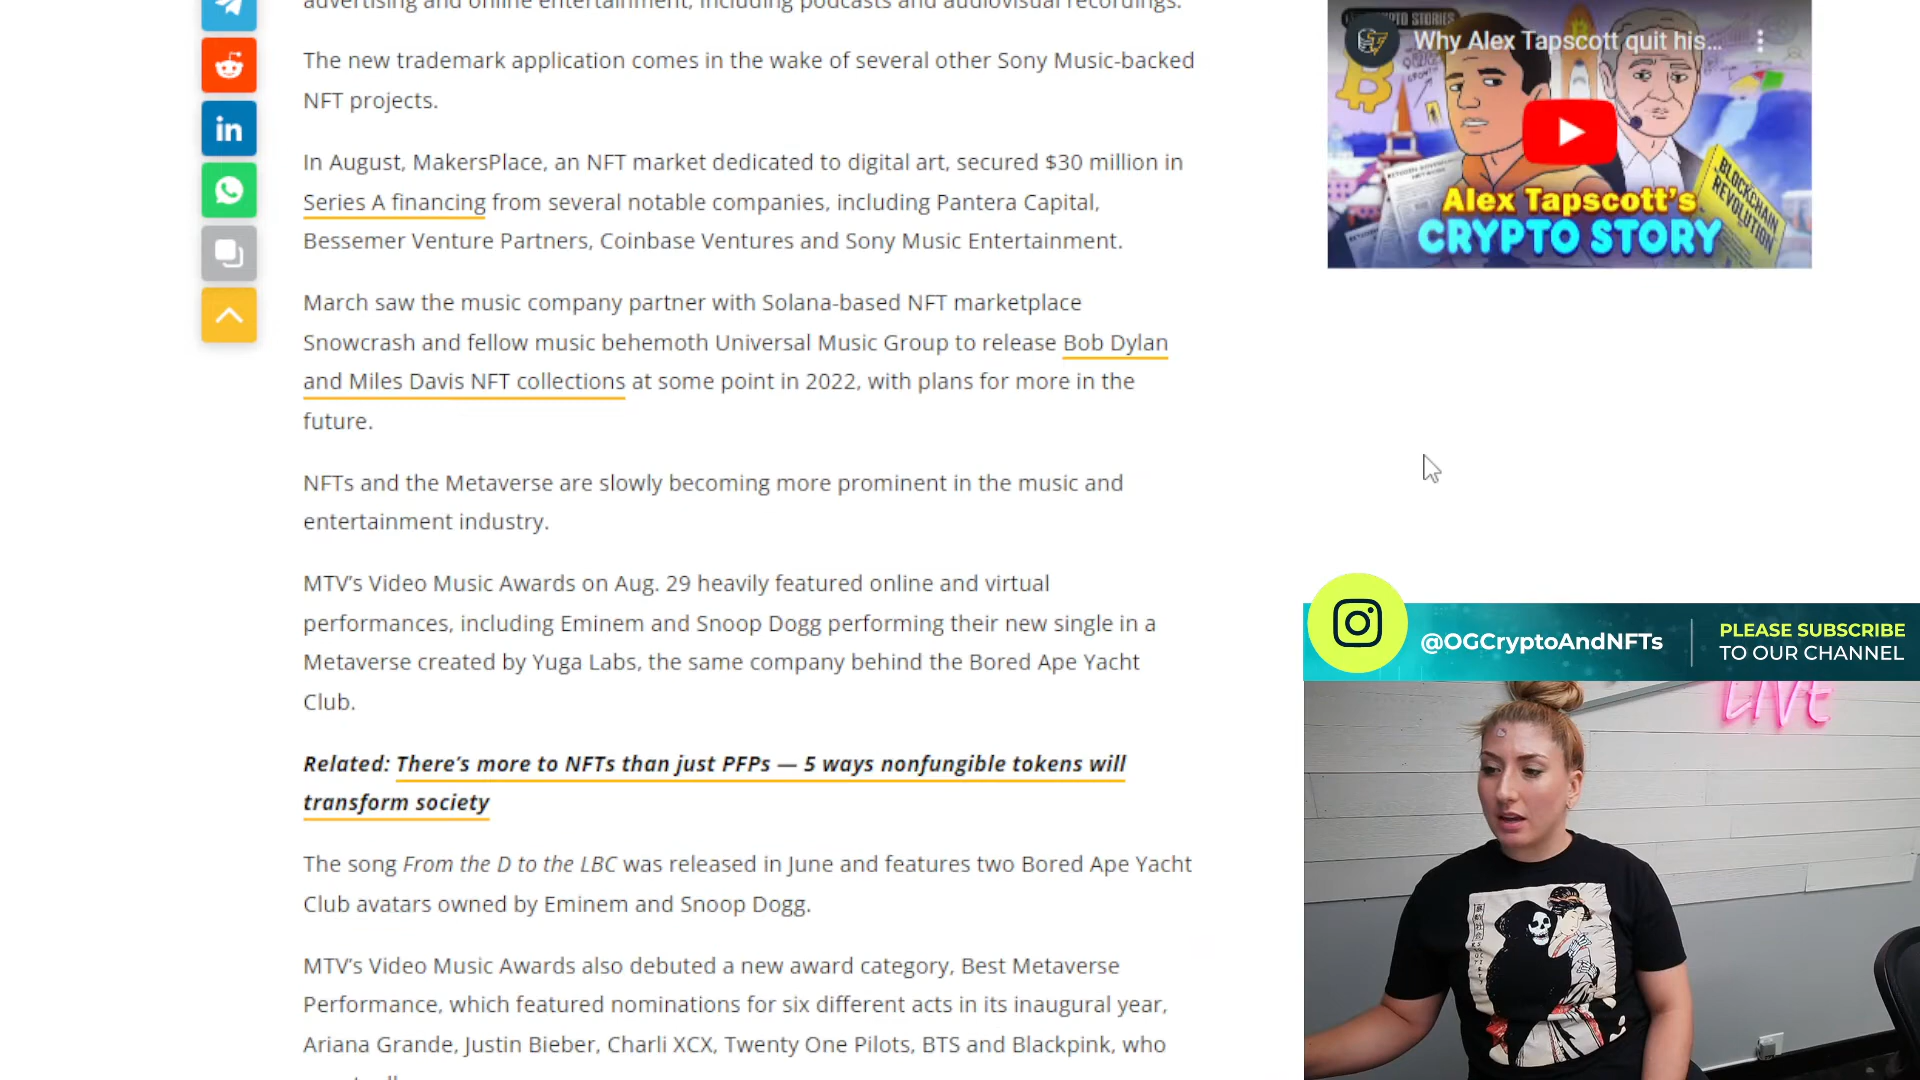 advertising and online entertainment, including podcasts and audiovisual recordings.
The new trademark application comes in the wake of several other Sony Music-backed
NFT projects.
In August, MakersPlace, an NFT market dedicated to digital art, secured $30 million in
Series A financing from several notable companies, including Pantera Capital,
Bessemer Venture Partners, Coinbase Ventures and Sony Music Entertainment.
March saw the music company partner with Solana-based NFT marketplace
Snowcrash and fellow music behemoth Universal Music Group to release Bob Dylan
and Miles Davis NFT collections at some point in 2022, with plans for more in the
future.
NFTs and the Metaverse are slowly becoming more prominent in the music and
entertainment industry.
MTV’s Video Music Awards on Aug. 29 heavily featured online and virtual
performances, including Eminem and Snoop Dogg performing their new single in a
Metaverse created by Yuga Labs, the same company behind the Bored Ape Yacht
Club.
Related: There’s more to NFTs than just PFPs — 5 ways nonfungible tokens will
transform society
The song From the D to the LBC was released in June and features two Bored Ape Yacht
Club avatars owned by Eminem and Snoop Dogg.
MTV’s Video Music Awards also debuted a new award category, Best Metaverse
Performance, which featured nominations for six different acts in its inaugural year,
Ariana Grande, Justin Bieber, Charli XCX, Twenty One Pilots, BTS and Blackpink, who
in
Why Alex Tapscott quit his...
BLOCKCHAIN
REVOLUTION
Alex Tapscott's
CRYPTO STORY
@OGCryptoAndNFTs
PLEASE SUBSCRIBE
TO OUR CHANNEL
LIVE